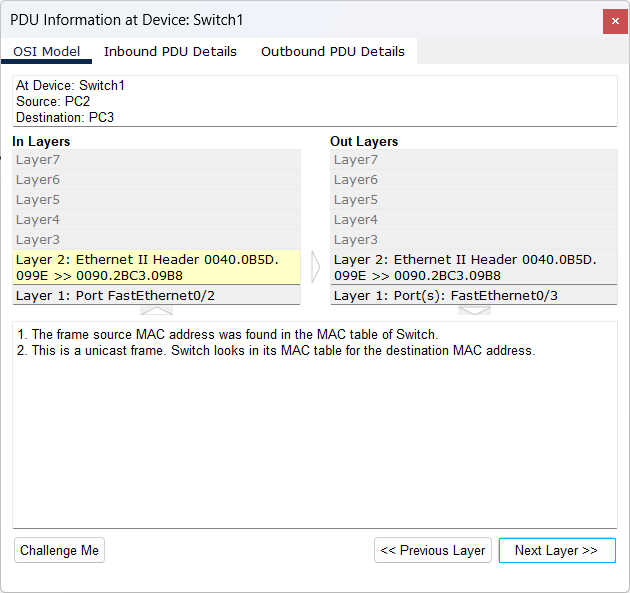 PDU Information at Device: Switch1
OSI Model Inbound PDU Details Outbound PDU Details
At Device: Switch1
Source: PC2
Destination: PC3
In Layers
Layer7
Layer6
Layer5
Layer4
Layer3
Layer 2: Ethernet II Header 0040.0B5D.
099E >> 0090.2BC3.09B8
Layer 1: Port FastEthernet0/2
Out Layers
Layer7
Layer6
Layer5
Layer4
Layer3
Layer 2: Ethernet II Header 0040.0B5D.
099E >> 0090.2BC3.09B8
Layer 1: Port(s): FastEthernet0/3
1. The frame source MAC address was found in the MAC table of Switch.
2. This is a unicast frame. Switch looks in its MAC table for the destination MAC address.
Challenge Me << Previous Layer Next Layer >>